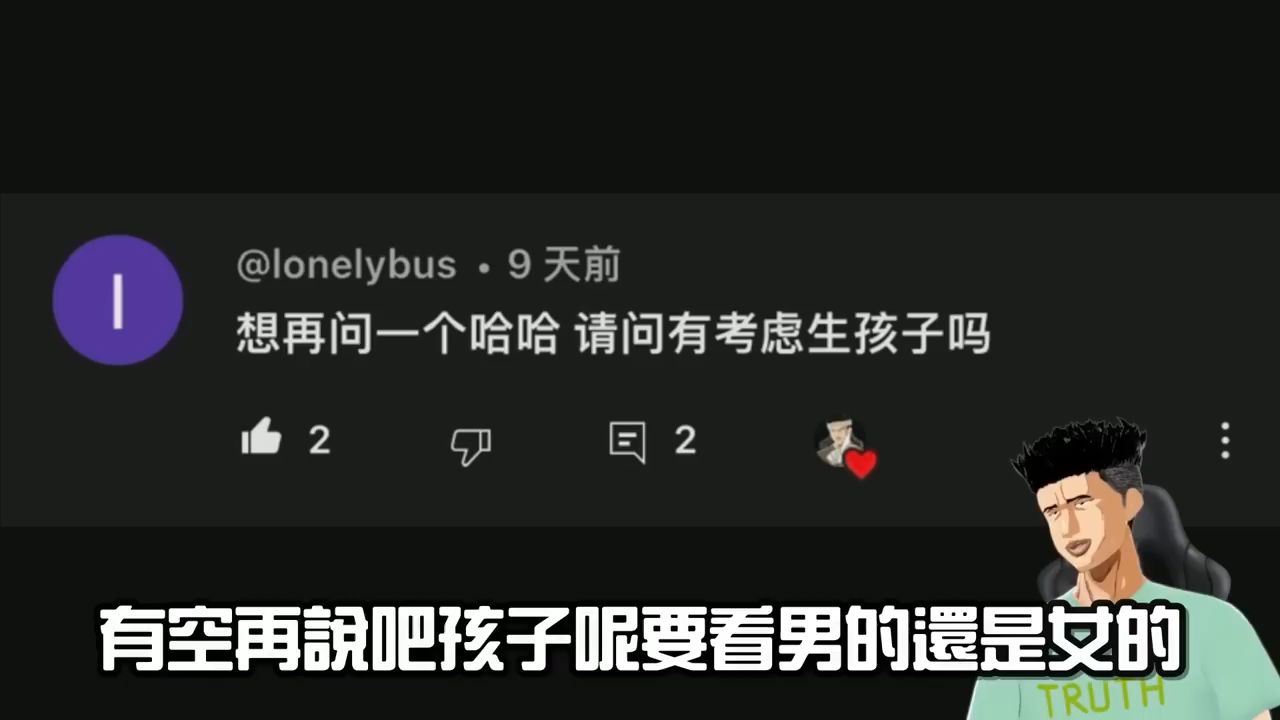 I
@lonelybus • 9 天前
想再问一个哈哈 请问有考虑生孩子吗
2
2
有空再說吧孩子呢要看男的還是女的
TRUTH